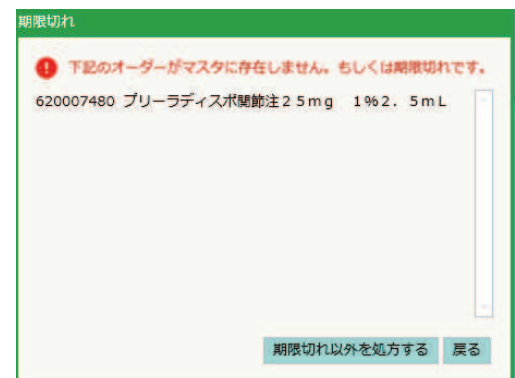 期限切れ
下記のオーダーがマスタに存在しません。もしくは期限切れです。
620007480 プリーラディスポ関節注25mg 1%2.5mL
期限切れ以外を処方する 戻る